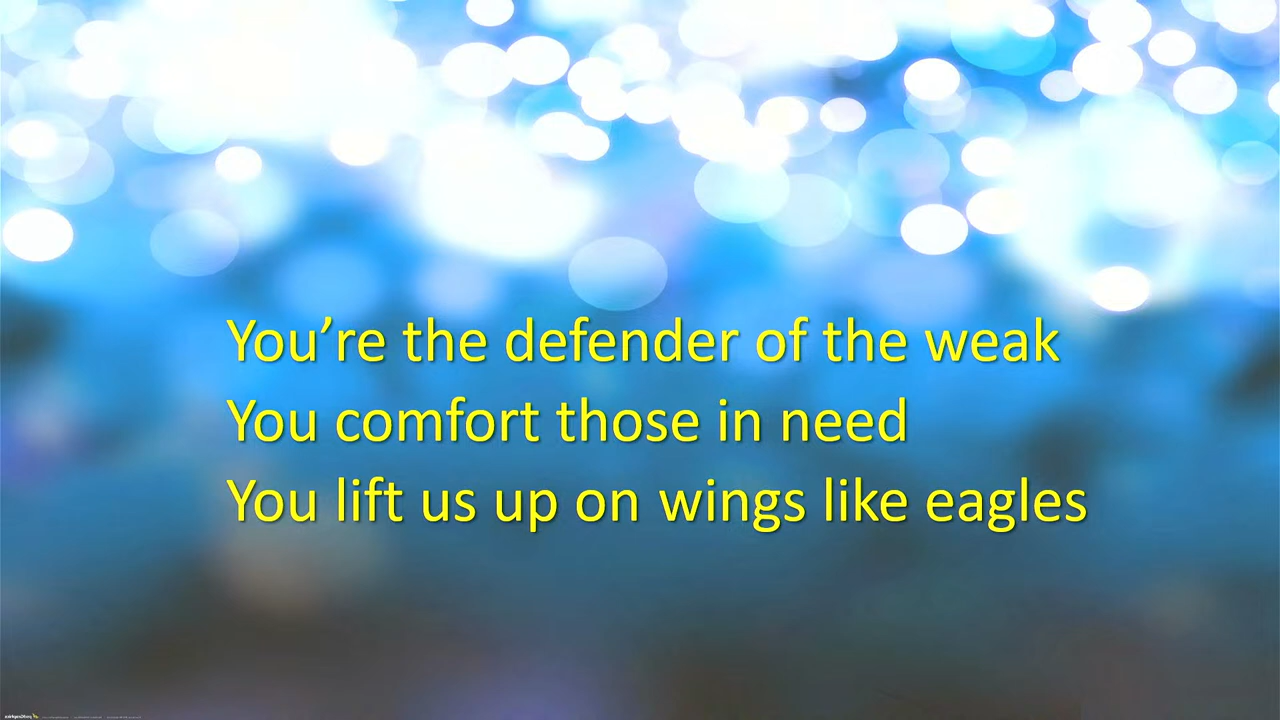 You’re the defender of the weak
You comfort those in need
You lift us up on wings like eagles